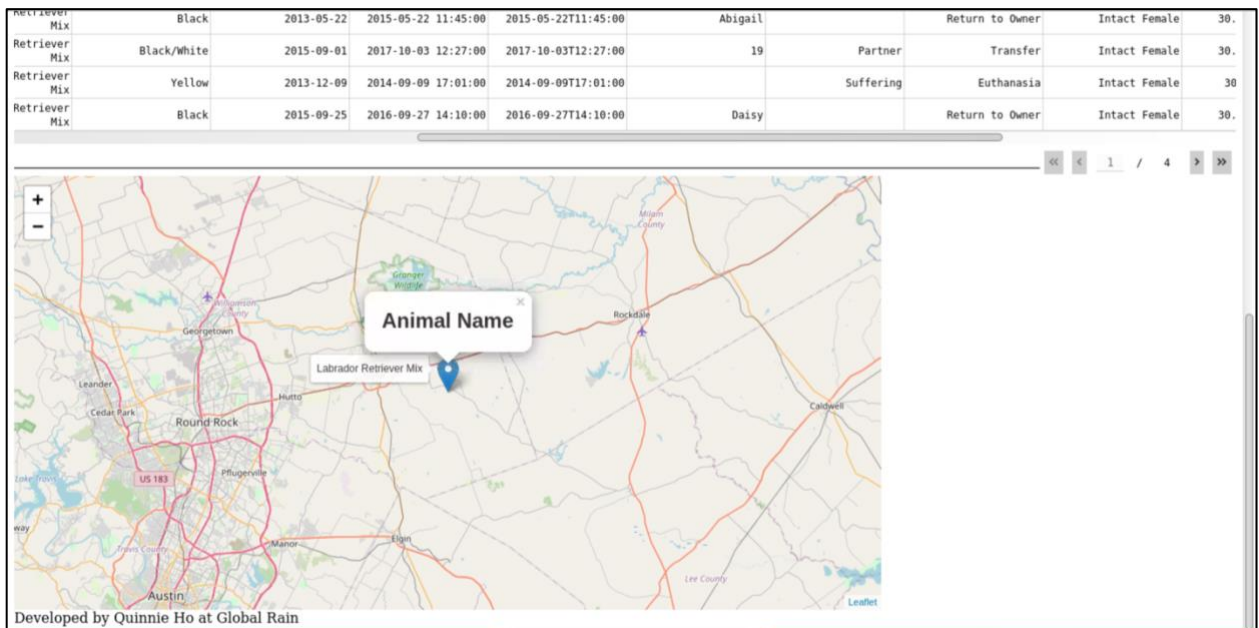 Retriever
Mix Black 2013-05-22 2015-05-22 11:45:00 2015-05-22T11:45:00 Abigail Return to Owner Intact Female 30.
Retriever
Mix Black/White 2015-09-01 2017-10-03 12:27:00 2017-10-03T12:27:00 19 Partner Transfer Intact Female 30.
Retriever
Mix Yellow 2013-12-09 2014-09-09 17:01:00 2014-09-09T17:01:00 Suffering Euthanasia Intact Female 30
Retriever
Mix Black 2015-09-25 2016-09-27 14:10:00 2016-09-27T14:10:00 Daisy Return to Owner Intact Female 30.
« < 1 / 4 > »
+
−
Milam
County
Granger
Wildlife
×
Williamson
County
Animal Name
Rockdale
Georgetown
Labrador Retriever Mix
Leander
Hutto
Cedar Park
Caldwell
Round Rock
Pflugerville
Lake Travis
US 183
way
Manor
Elgin
Travis County
Lee County
Austin
Leaflet
Developed by Quinnie Ho at Global Rain